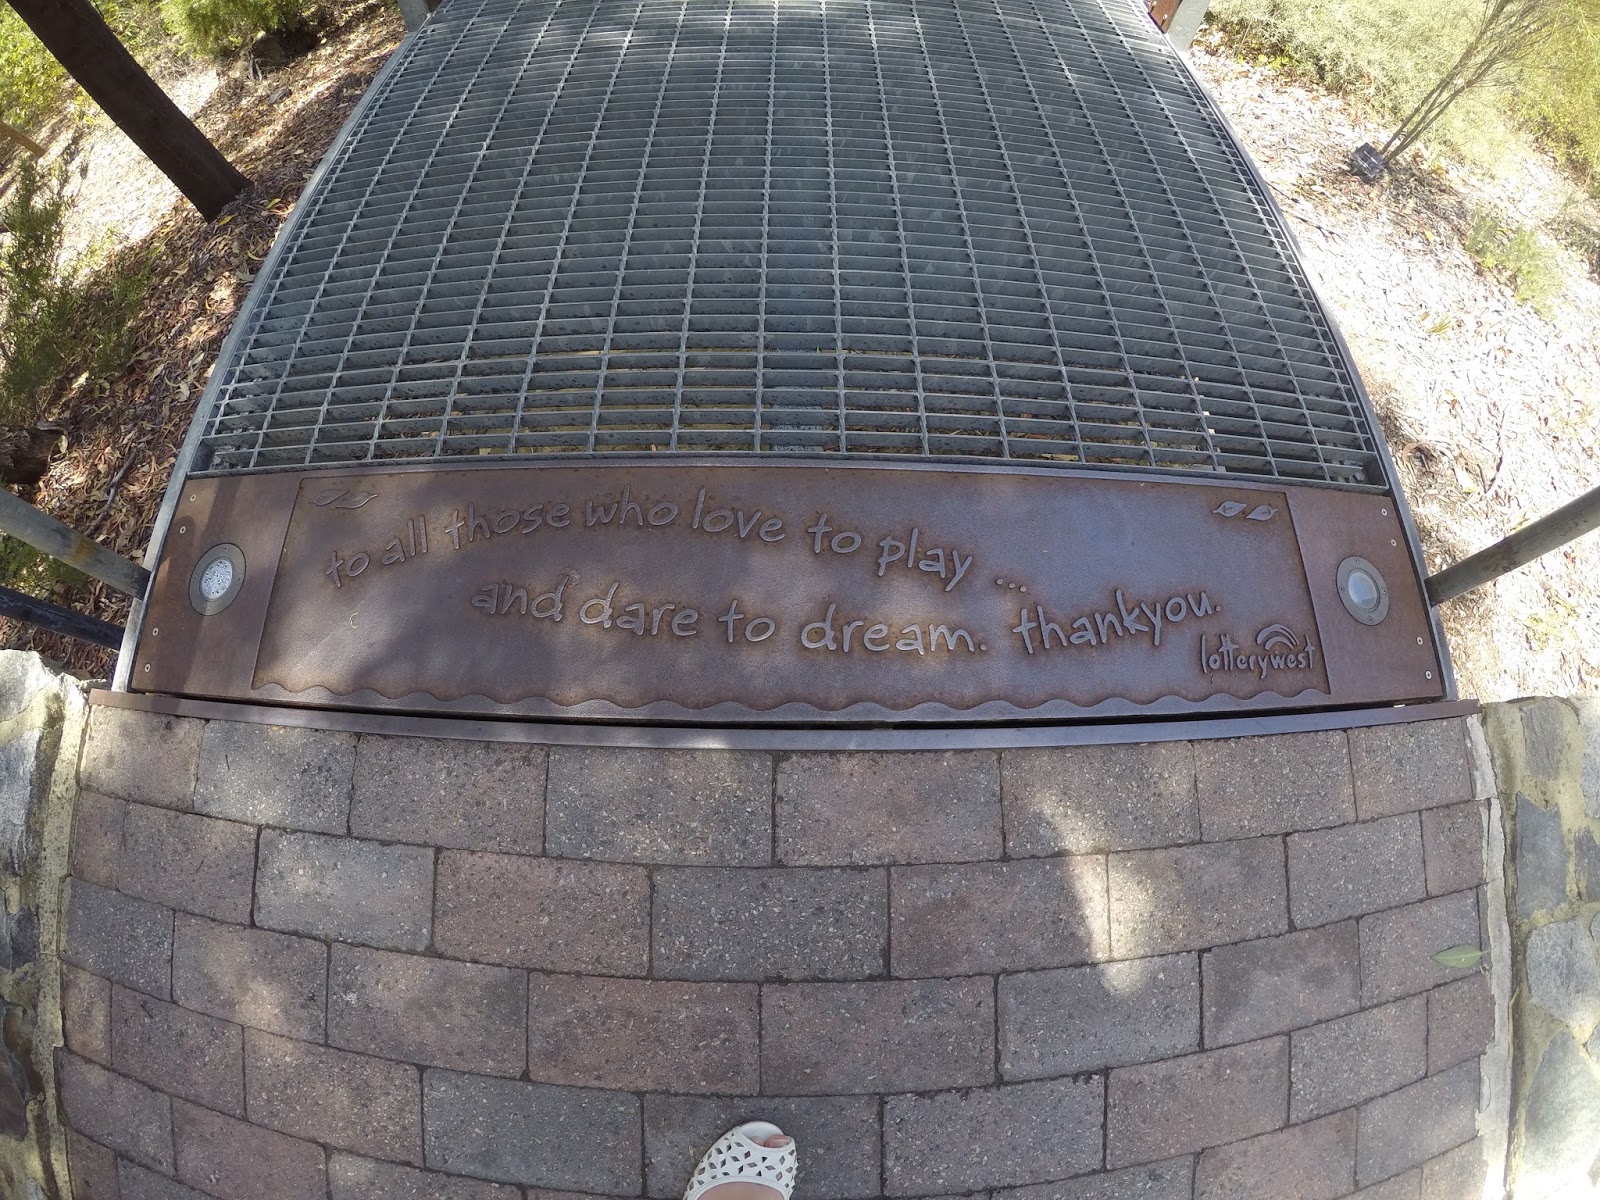 to all those who love to play ...
and dare to dream. thankyou.
lotterywest